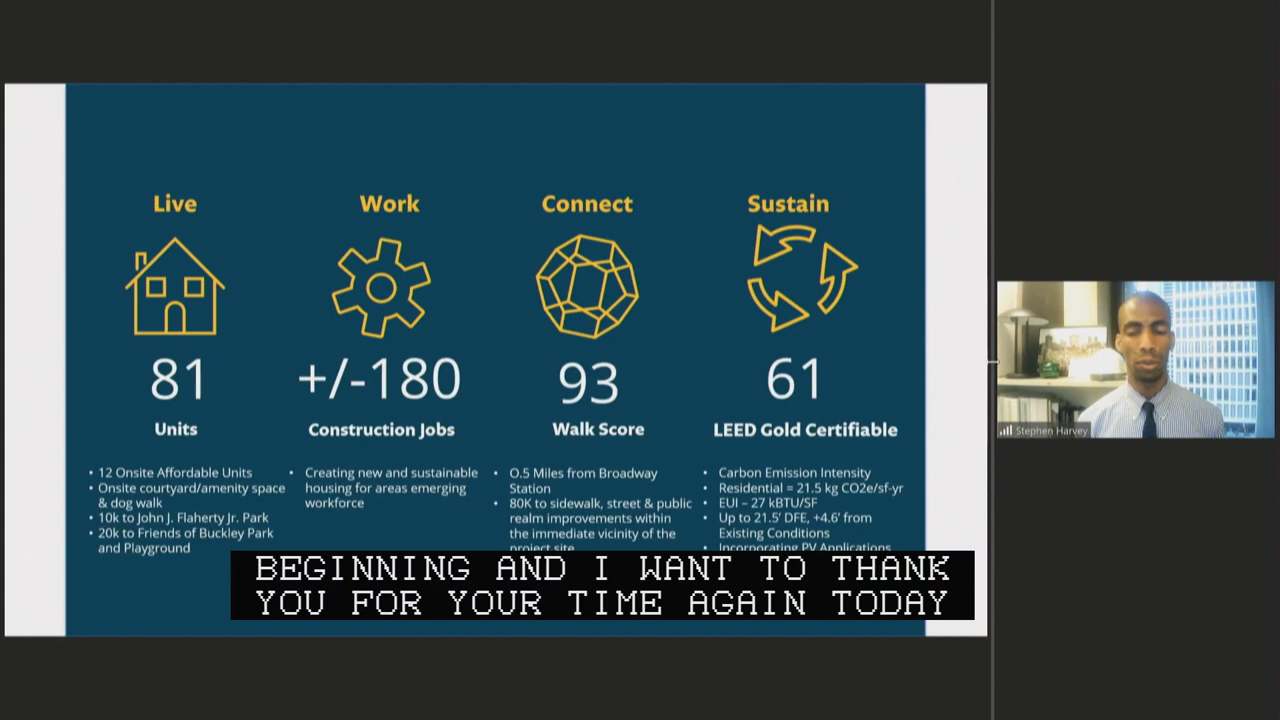 Live
Work
Connect
Sustain
81
+/-180
93
61
Units
Construction Jobs
Walk Score
LEED Gold Certifiable
• 12 Onsite Affordable Units
• Onsite courtyard/amenity space
& dog walk
• 10k to John J. Flaherty Jr. Park
• 20k to Friends of Buckley Park
and Playground
• Creating new and sustainable
housing for areas emerging
workforce
• O.5 Miles from Broadway
Station
• 80K to sidewalk, street & public
realm improvements within
the immediate vicinity of the
project site
• Carbon Emission Intensity
• Residential = 21.5 kg CO2e/sf-yr
• EUI – 27 kBTU/SF
• Up to 21.5’ DFE, +4.6’ from
Existing Conditions
• Incorporating PV Applications
BEGINNING AND I WANT TO THANK
YOU FOR YOUR TIME AGAIN TODAY
Stephen Harvey